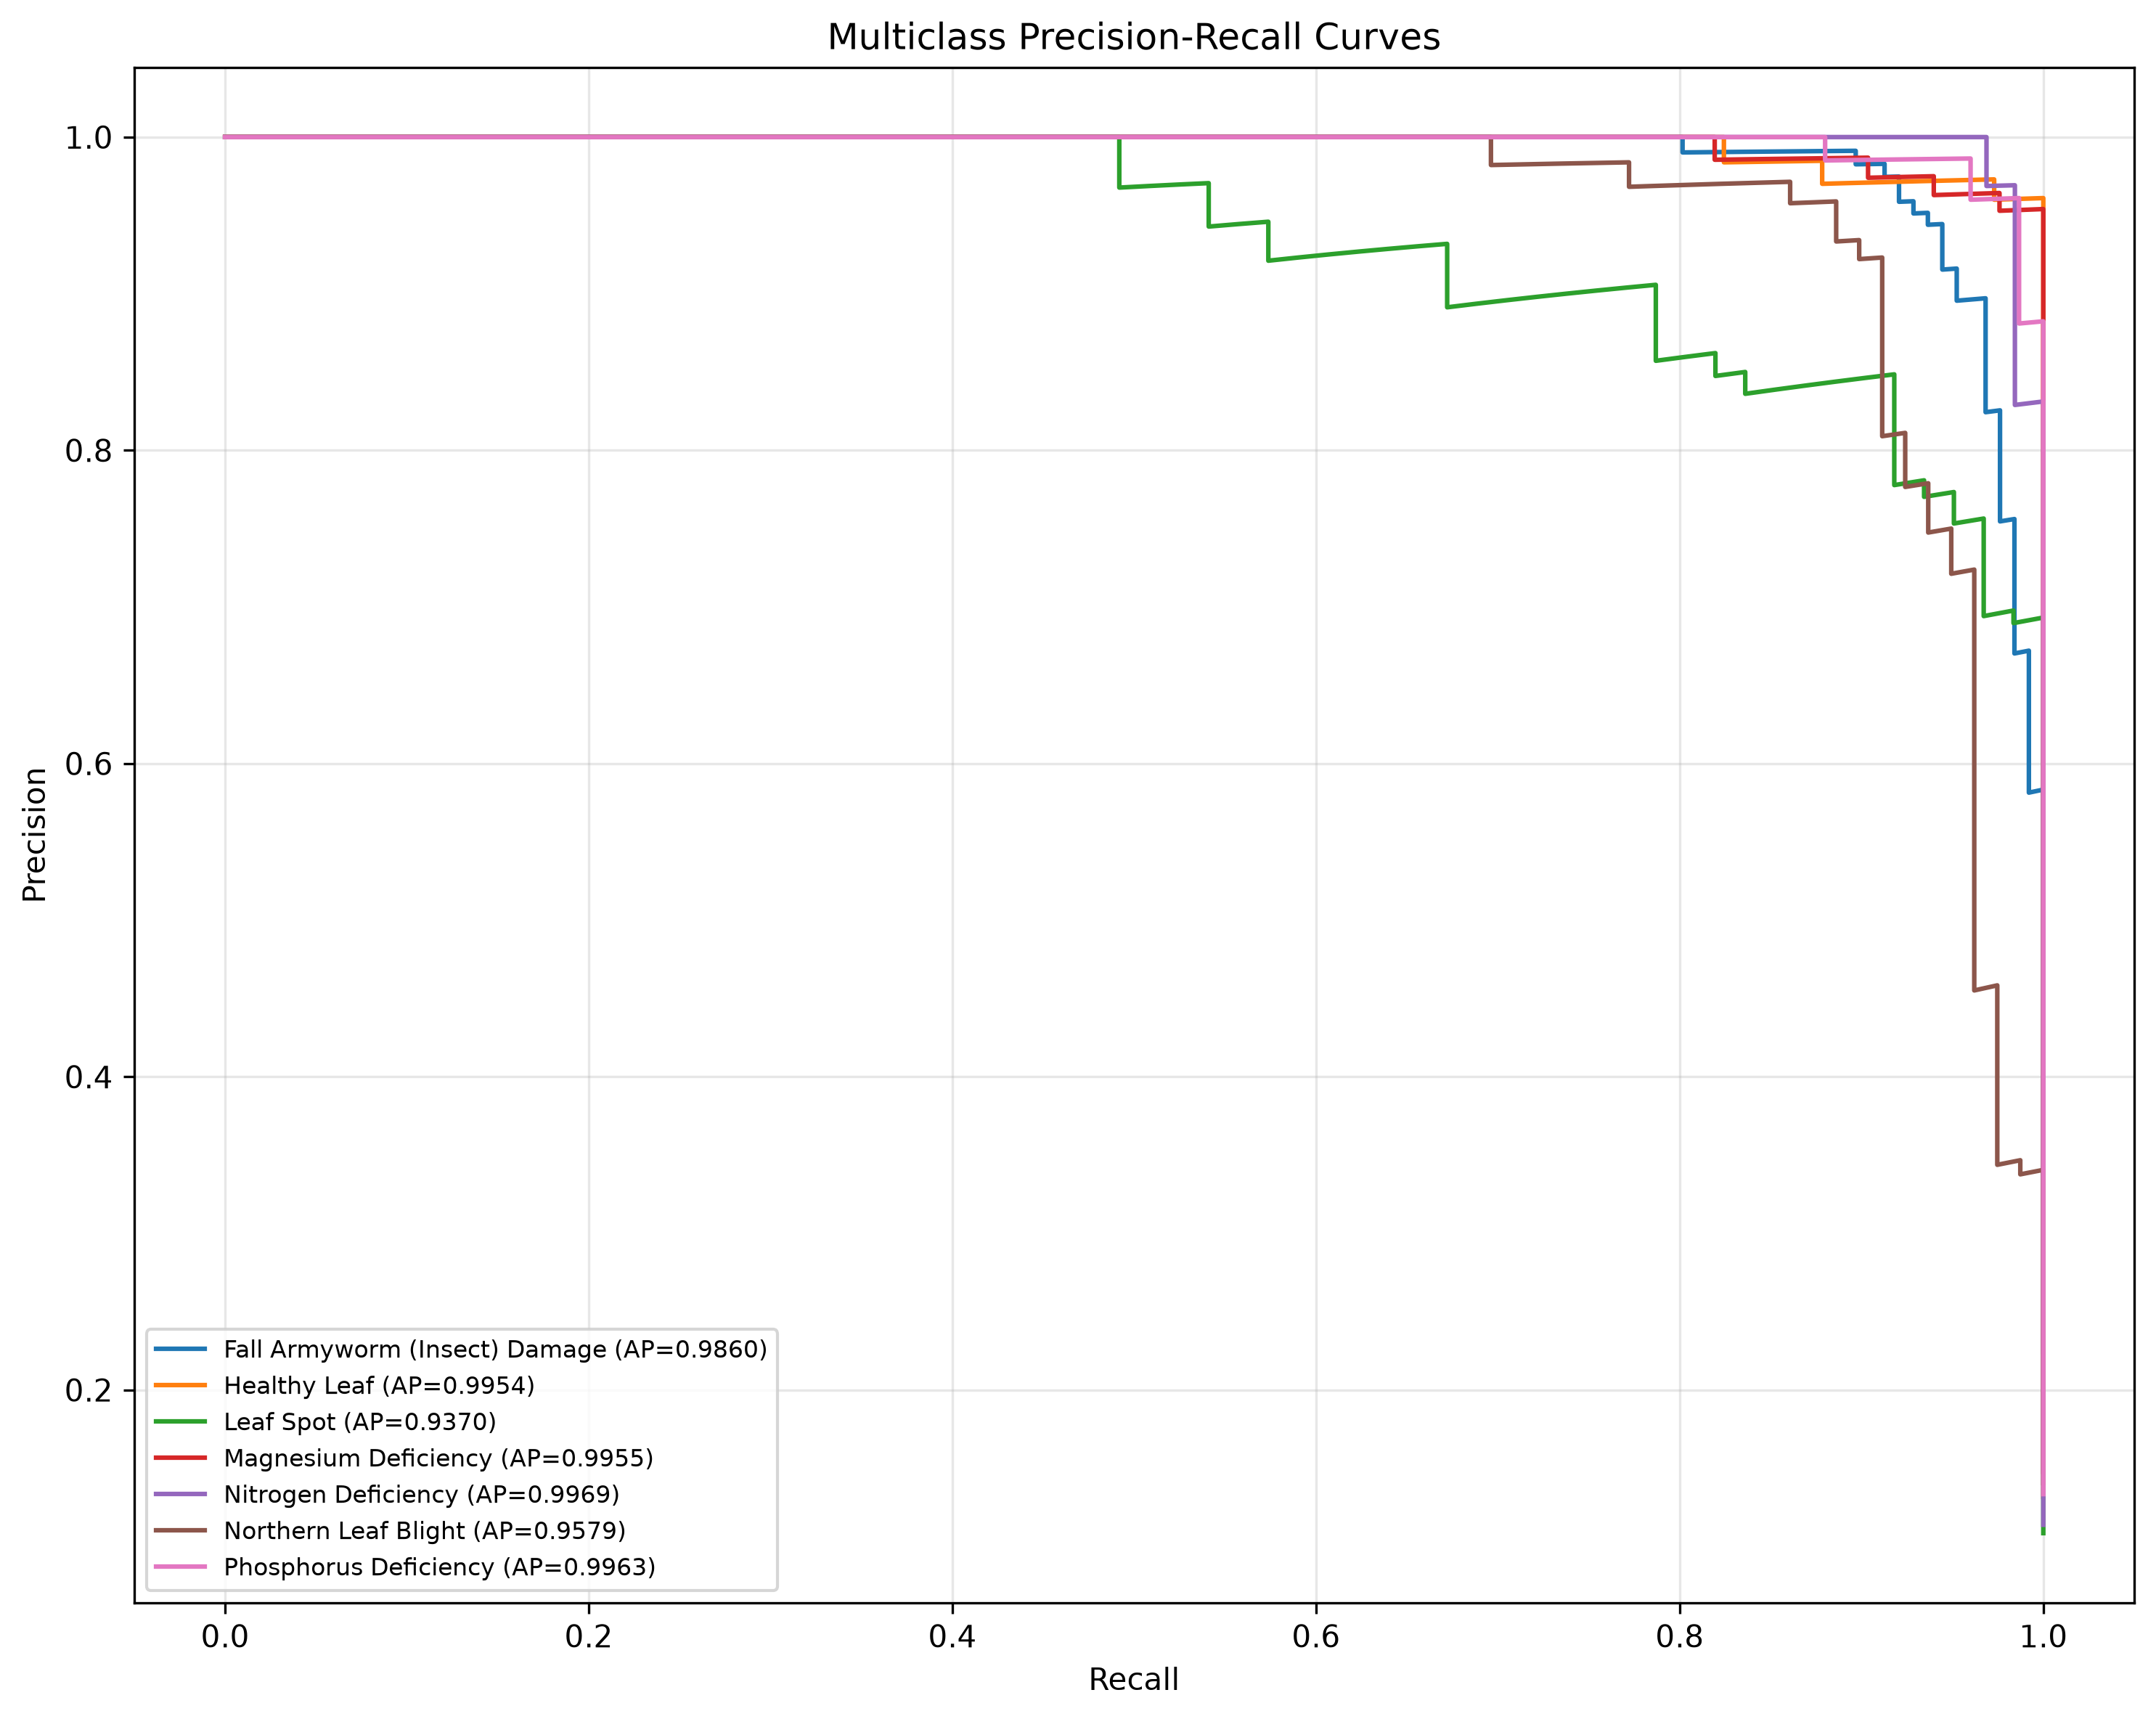 Multiclass Precision-Recall Curves
1.0
0.8
0.6
0.4
0.2
Precision
Fall Armyworm (Insect) Damage (AP=0.9860)
Healthy Leaf (AP=0.9954)
Leaf Spot (AP=0.9370)
Magnesium Deficiency (AP=0.9955)
Nitrogen Deficiency (AP=0.9969)
Northern Leaf Blight (AP=0.9579)
Phosphorus Deficiency (AP=0.9963)
0.0 0.2 0.4 0.6 0.8 1.0
Recall